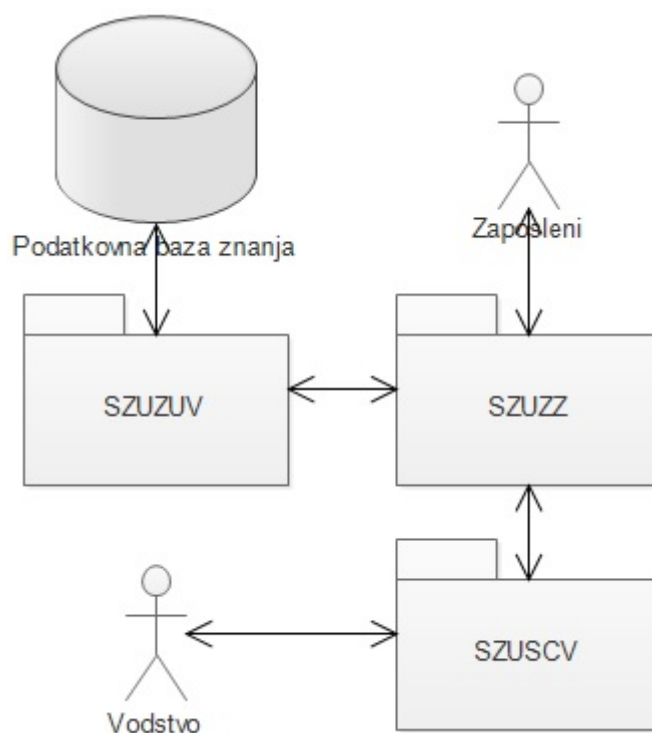 Podatkovna baza znanja
Zaposleni
SZUZUV
SZUZZ
SZUSCV
Vodstvo